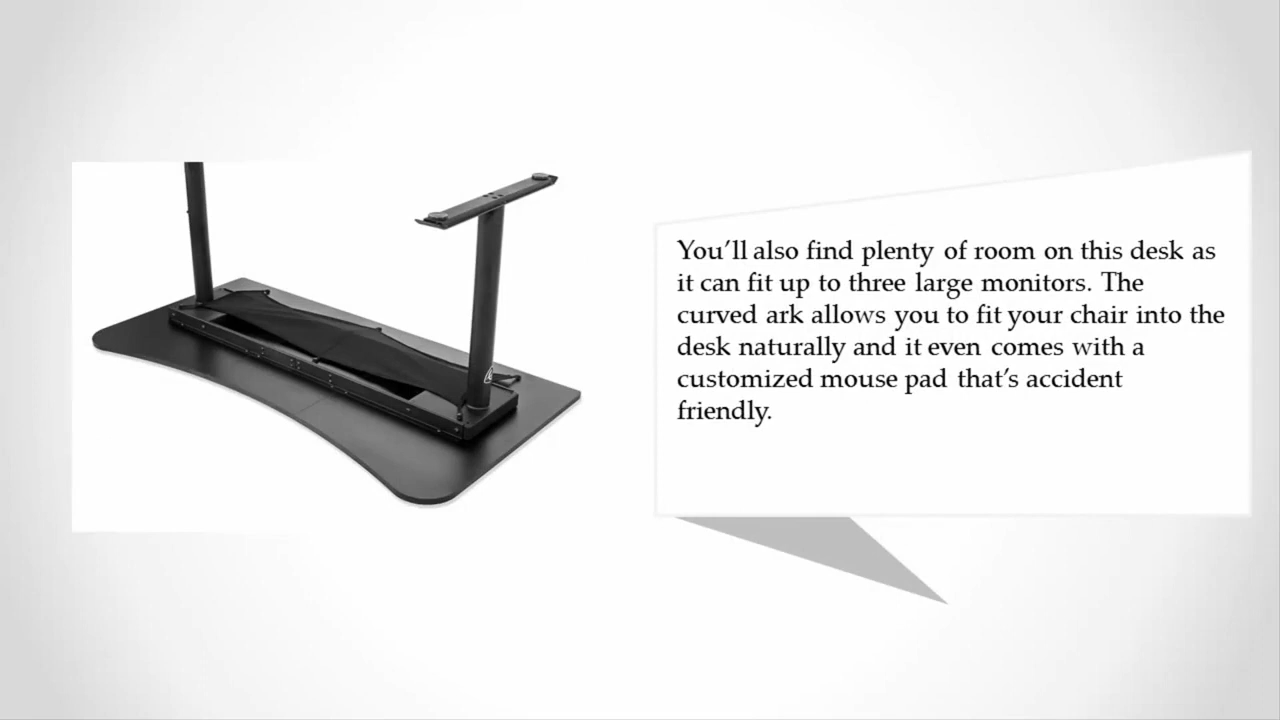 You’ll also find plenty of room on this desk as
it can fit up to three large monitors. The
curved ark allows you to fit your chair into the
desk naturally and it even comes with a
customized mouse pad that’s accident
friendly.